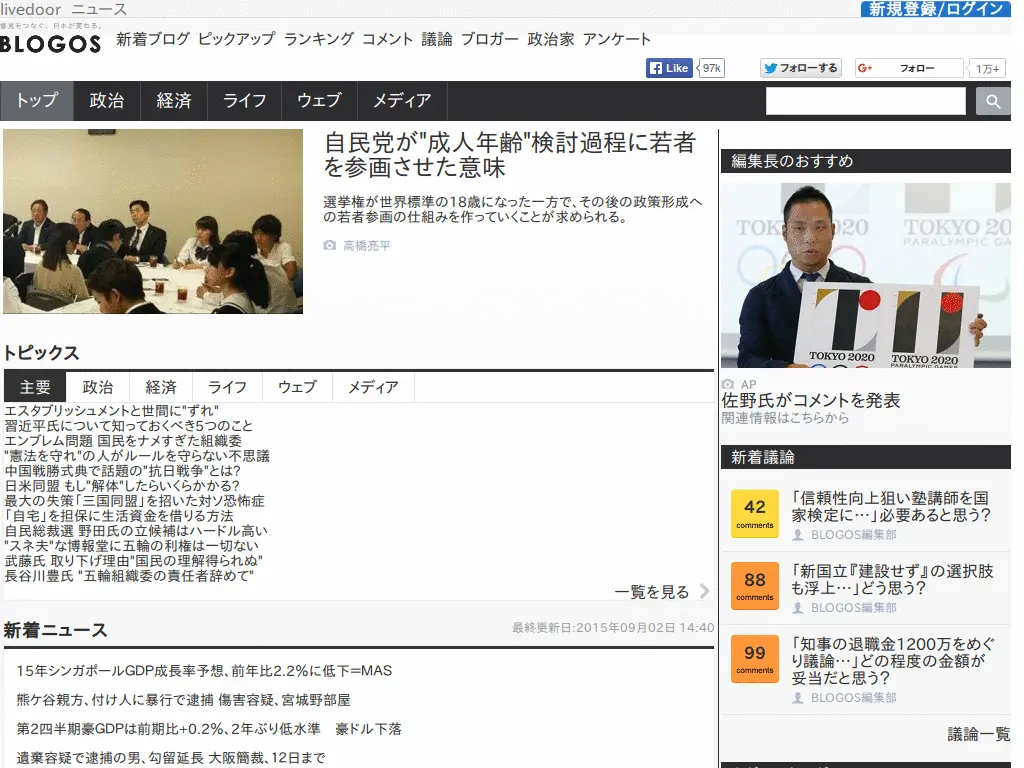 livedoor ニュース
新規登録/ログイン
意見をつなぐ、日本が変わる。
BLOGOS
新着ブログ ピックアップ ランキング コメント 議論 ブロガー 政治家 アンケート
Like 97k フォローする G+ フォロー 1万+
トップ 政治 経済 ライフ ウェブ メディア
自民党が"成人年齢"検討過程に若者
を参画させた意味
選挙権が世界標準の18歳になった一方で、その後の政策形成へ
の若者参画の仕組みを作っていくことが求められる。
高橋亮平
トピックス
主要 政治 経済 ライフ ウェブ メディア
エスタブリッシュメントと世間に"ずれ"
習近平氏について知っておくべき5つのこと
エンブレム問題 国民をナメすぎた組織委
"憲法を守れ"の人がルールを守らない不思議
中国戦勝式典で話題の"抗日戦争"とは?
日米同盟 もし"解体"したらいくらかかる?
最大の失策「三国同盟」を招いた対ソ恐怖症
「自宅」を担保に生活資金を借りる方法
自民総裁選 野田氏の立候補はハードル高い
"スネ夫"な博報堂に五輪の利権は一切ない
武藤氏 取り下げ理由"国民の理解得られぬ"
長谷川豊氏 "五輪組織委の責任者辞めて"
一覧を見る
新着ニュース
最終更新日:2015年09月02日 14:40
15年シンガポールGDP成長率予想、前年比2.2%に低下=MAS
熊ケ谷親方、付け人に暴行で逮捕 傷害容疑、宮城野部屋
第2四半期豪GDPは前期比+0.2%、2年ぶり低水準　豪ドル下落
遺棄容疑で逮捕の男、勾留延長 大阪簡裁、12日まで
編集長のおすすめ
TOKYO 2020
TOKYO 2020
PARALYMPIC GAMES
TOKYO 2020
TOKYO 2020
PARALYMPIC GAMES
AP
佐野氏がコメントを発表
関連情報はこちらから
新着議論
42
comments
「信頼性向上狙い塾講師を国
家検定に…」必要あると思う?
BLOGOS編集部
88
comments
「新国立『建設せず』の選択肢
も浮上…」どう思う?
BLOGOS編集部
99
comments
「知事の退職金1200万をめぐ
り議論…」どの程度の金額が
妥当だと思う?
BLOGOS編集部
議論一覧